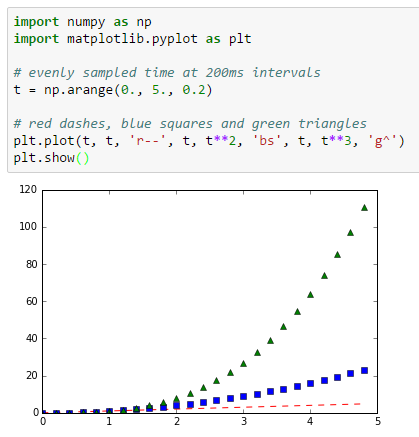 import numpy as np
import matplotlib.pyplot as plt
# evenly sampled time at 200ms intervals
t = np.arange(0., 5., 0.2)
# red dashes, blue squares and green triangles
plt.plot(t, t, 'r--', t, t**2, 'bs', t, t**3, 'g^')
plt.show()
120
100
80
60
40
20
0
0 1 2 3 4 5